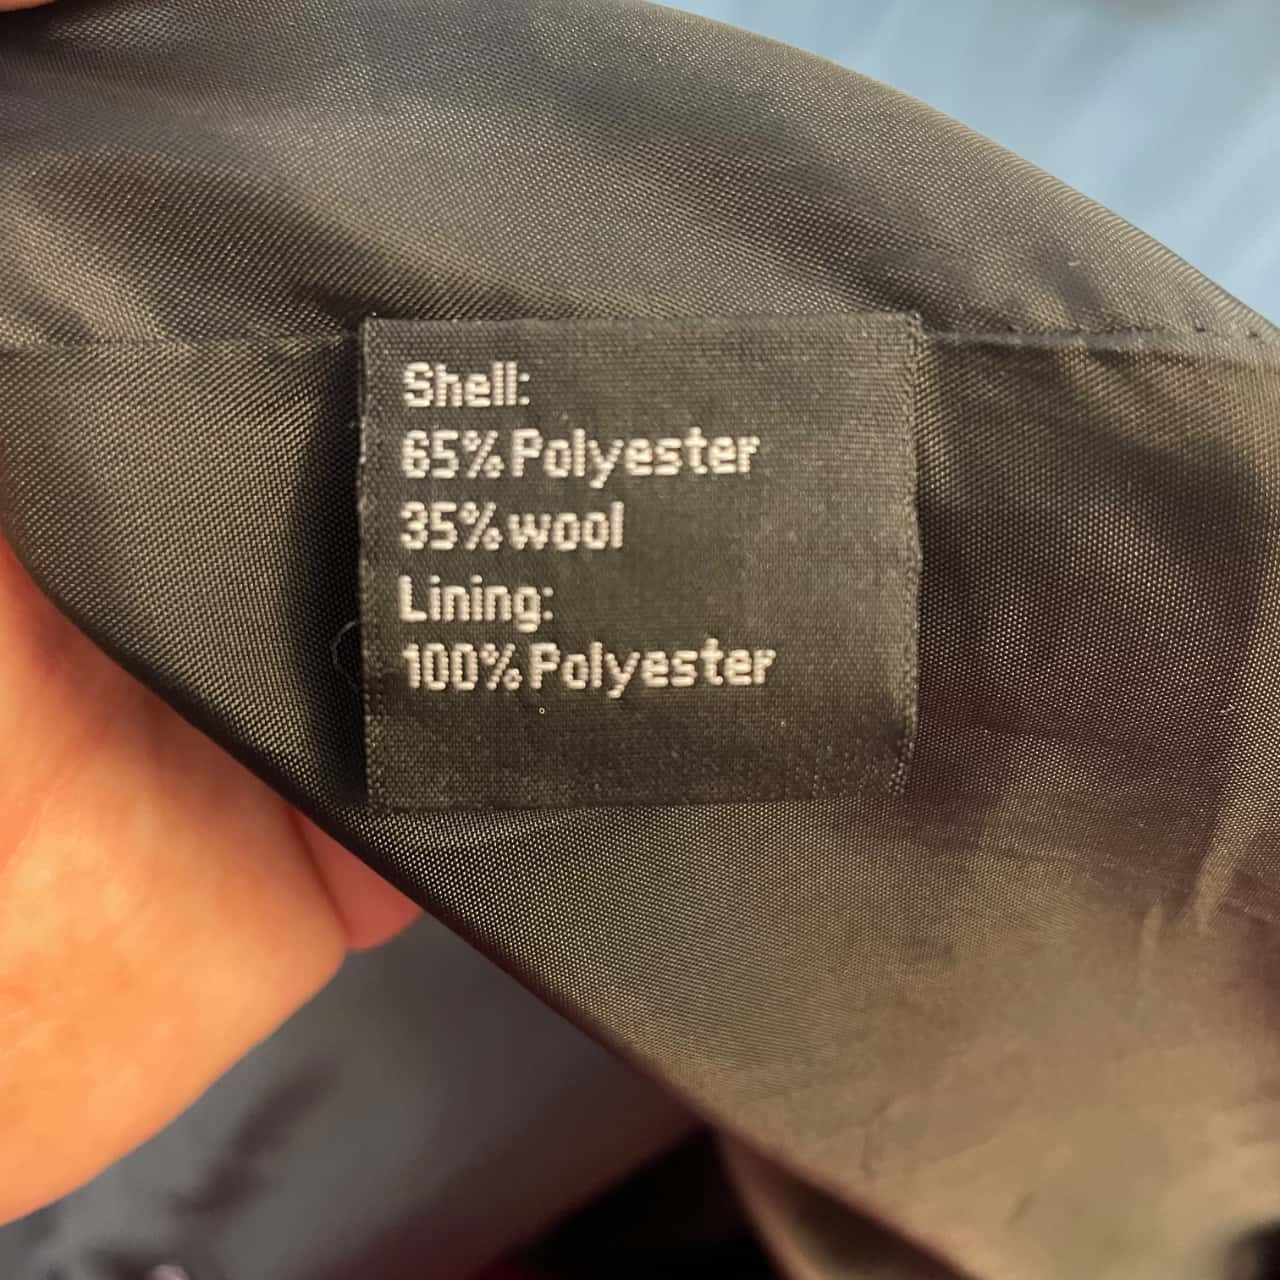 Shell:
65% Polyester
35% wool
Lining:
100% Polyester